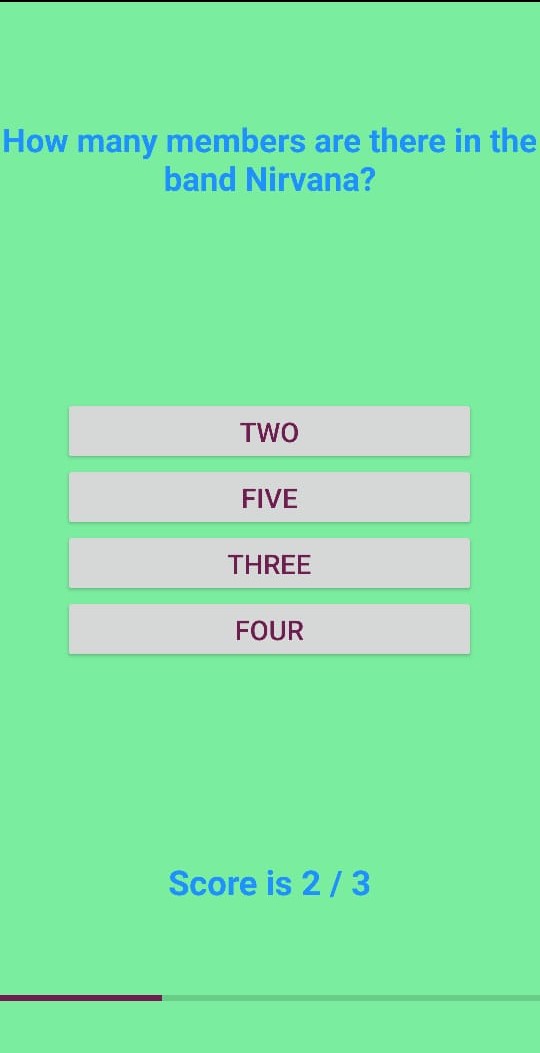 How many members are there in the
band Nirvana?
TWO
FIVE
THREE
FOUR
Score is 2 / 3